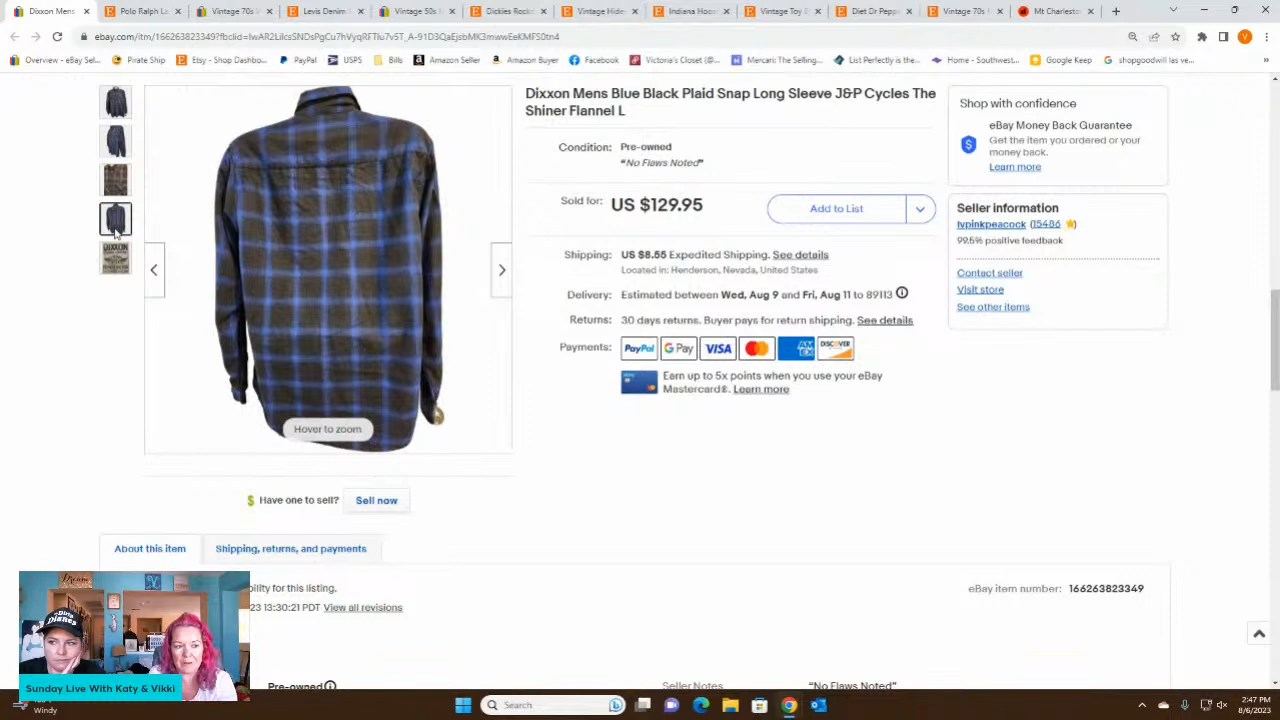 Dixxon Mens
Polo Ralph La
Vintage 70s V
Levis Denim
Vintage 50s
Dickies Rocks
Vintage Hide
Indiana Hoos
Vintage Toy B
Diet Dr Peppe
Vintage 70s
Mt Charlesto
Overview - eBay Sel...
Pirate Ship
Etsy - Shop Dashbo...
PayPal
USPS
Bills
Amazon Seller
Amazon Buyer
Facebook
Victoria's Closet (@...
Mercari: The Selling...
List Perfectly is the...
Home - Southwest...
Google Keep
shopgoodwill las ve...
Dixxon Mens Blue Black Plaid Snap Long Sleeve J&P Cycles The
Shiner Flannel L
Condition: Pre-owned
"No Flaws Noted"
Sold for: US $129.95
Add to List
Shipping: US $8.55 Expedited Shipping. See details
Located in: Henderson, Nevada, United States
Delivery: Estimated between Wed, Aug 9 and Fri, Aug 11 to 89113
Returns: 30 days returns. Buyer pays for return shipping. See details
Payments: PayPal G Pay VISA AM EX DISCOVER
Earn up to 5x points when you use your eBay
Mastercard®. Learn more
Shop with confidence
eBay Money Back Guarantee
Get the item you ordered or your
money back.
Learn more
Seller information
lvpinkpeacock (15486)
99.5% positive feedback
Contact seller
Visit store
See other items
DIXXON
Hover to zoom
$ Have one to sell? Sell now
About this item
Shipping, returns, and payments
bility for this listing.
eBay item number: 166263823349
23 13:30:21 PDT View all revisions
Pre-owned
Seller Notes
"No Flaws Noted"
Dirty
Dianes
Sunday Live With Katy & Vikki
Windy
Search
2:47 PM
8/6/2023